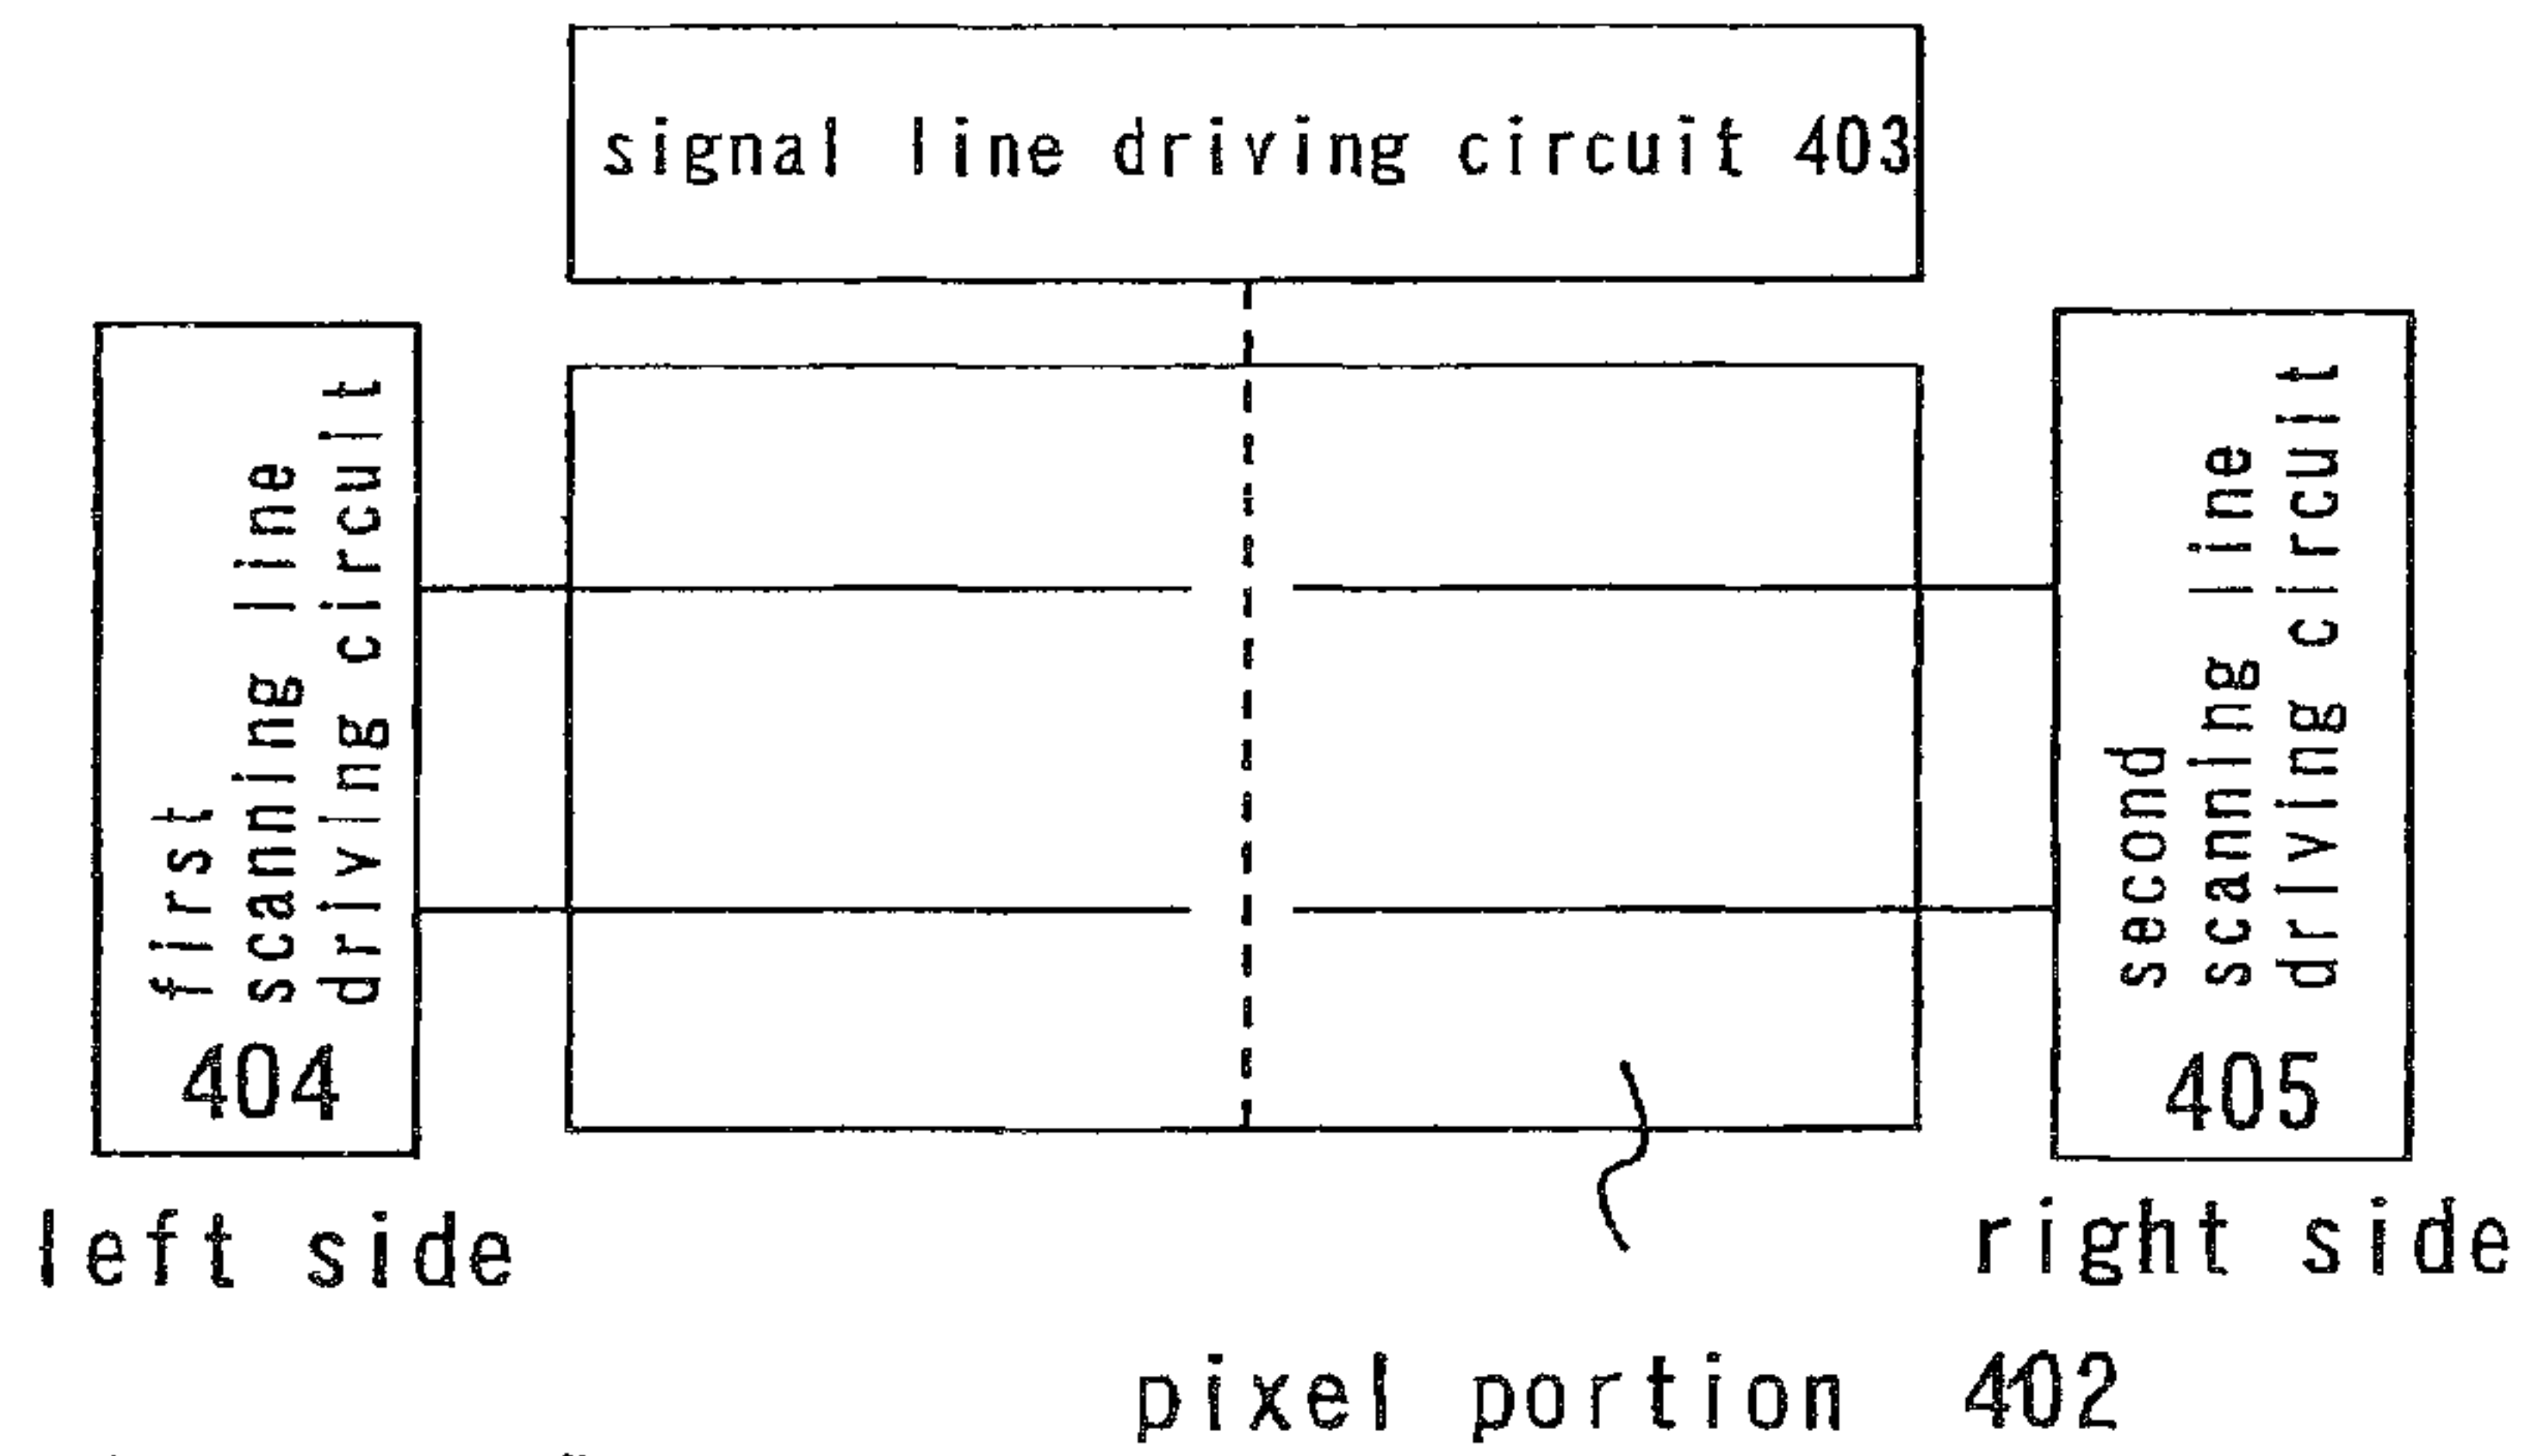 signal line driving circuit 403
first
scanning line
driving circuit
404
second
scanning line
driving circuit
405
left side
right side
pixel portion 402